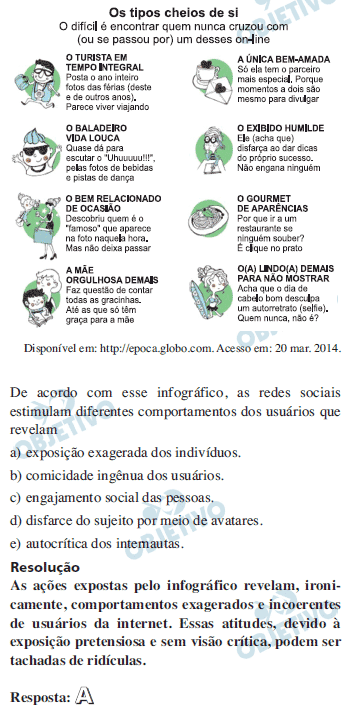 Os tipos cheios de si
O difícil é encontrar quem nunca cruzou com
(ou se passou por) um desses on-line
O TURISTA EM
TEMPO INTEGRAL
Posta o ano inteiro
fotos das férias (deste
e de outros anos).
Parece viver viajando
A ÚNICA BEM-AMADA
Só ela tem o parceiro
mais especial. Porque
momentos a dois são
mesmo para divulgar
O BALADEIRO
VIDA LOUCA
Quase dá para
escutar o "Uhuuuuu!!!",
pelas fotos de bebidas
e pistas de dança
O EXIBIDO HUMILDE
Ele (acha que)
disfarça ao dar dicas
do próprio sucesso.
Não engana ninguém
O BEM RELACIONADO
DE OCASIÃO
Descobriu quem é o
"famoso" que aparece
na foto naquela hora.
Mas não deixa passar
O GOURMET
DE APARÊNCIAS
Por que ir a um
restaurante se
ninguém souber?
É clique no prato
A MÃE
ORGULHOSA DEMAIS
Faz questão de contar
todas as gracinhas.
Até as que só têm
graça para a mãe
O(A) LINDO(A) DEMAIS
PARA NÃO MOSTRAR
Acha que o dia de
cabelo bom desculpa
um autorretrato (selfie).
Quem nunca, não é?
Disponível em: http://epoca.globo.com. Acesso em: 20 mar. 2014.
De acordo com esse infográfico, as redes sociais
estimulam diferentes comportamentos dos usuários que
revelam
a) exposição exagerada dos indivíduos.
b) comicidade ingênua dos usuários.
c) engajamento social das pessoas.
d) disfarce do sujeito por meio de avatares.
e) autocrítica dos internautas.
Resolução
As ações expostas pelo infográfico revelam, ironi-
camente, comportamentos exagerados e incoerentes
de usuários da internet. Essas atitudes, devido à
exposição pretensiosa e sem visão crítica, podem ser
tachadas de ridículas.
Resposta: A
OBJETIVO
OBJETIVO
OBJETIVO
OBJETIVO